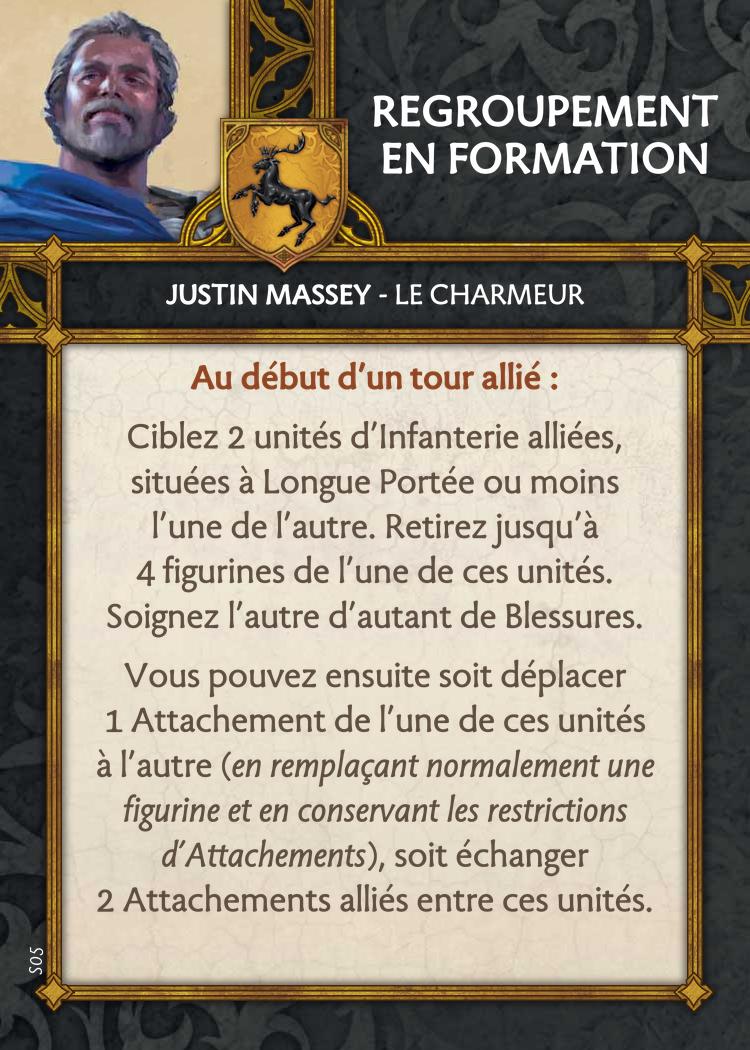 REGROUPEMENT
EN FORMATION
JUSTIN MASSEY - LE CHARMEUR
Au début d'un tour allié :
Ciblez 2 unités d'Infanterie alliées,
situées à Longue Portée ou moins
l'une de l'autre. Retirez jusqu'à
4 figurines de l'une de ces unités.
Soignez l'autre d'autant de Blessures.
Vous pouvez ensuite soit déplacer
1 Attachement de l'une de ces unités
à l'autre (en remplaçant normalement une
figurine et en conservant les restrictions
d'Attachements), soit échanger
2 Attachements alliés entre ces unités.
S05